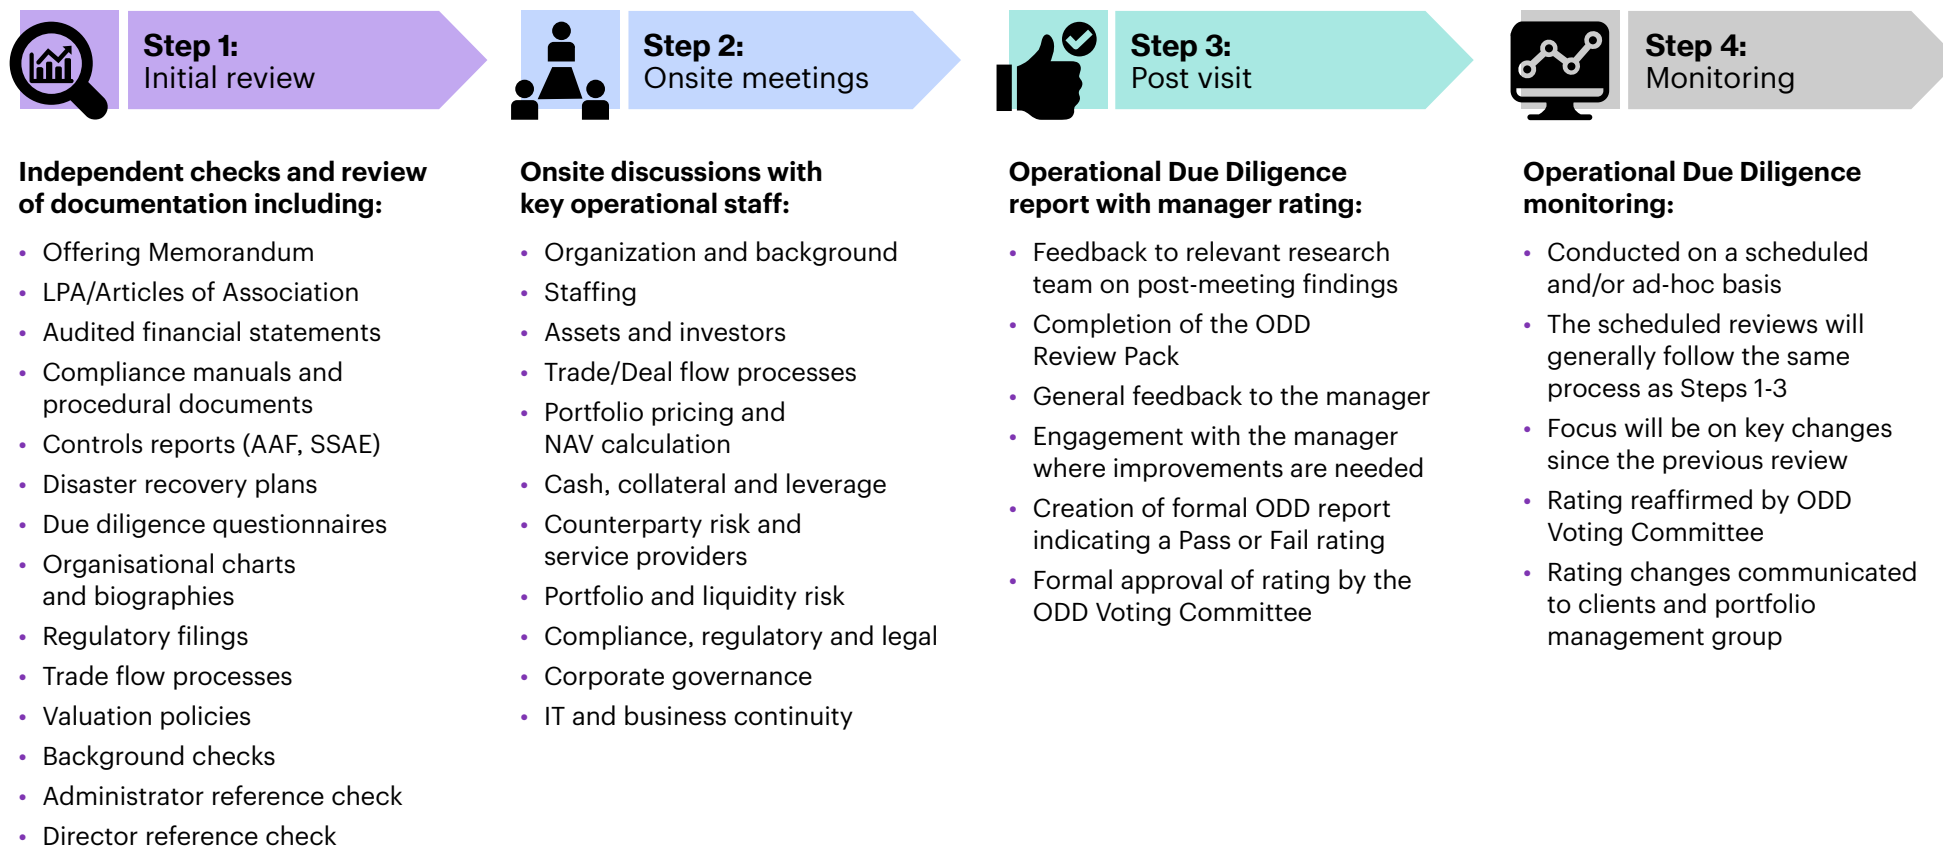 Step 1:
Initial review
Independent checks and review
of documentation including:
• Offering Memorandum
• LPA/Articles of Association
• Audited financial statements
• Compliance manuals and
procedural documents
• Controls reports (AAF, SSAE)
• Disaster recovery plans
• Due diligence questionnaires
• Organisational charts
and biographies
• Regulatory filings
• Trade flow processes
• Valuation policies
• Background checks
• Administrator reference check
• Director reference check
Step 2:
Onsite meetings
Onsite discussions with
key operational staff:
• Organization and background
• Staffing
• Assets and investors
• Trade/Deal flow processes
• Portfolio pricing and
NAV calculation
• Cash, collateral and leverage
• Counterparty risk and
service providers
• Portfolio and liquidity risk
• Compliance, regulatory and legal
• Corporate governance
• IT and business continuity
Step 3:
Post visit
Operational Due Diligence
report with manager rating:
• Feedback to relevant research
team on post-meeting findings
• Completion of the ODD
Review Pack
• General feedback to the manager
• Engagement with the manager
where improvements are needed
• Creation of formal ODD report
indicating a Pass or Fail rating
• Formal approval of rating by the
ODD Voting Committee
Step 4:
Monitoring
Operational Due Diligence
monitoring:
• Conducted on a scheduled
and/or ad-hoc basis
• The scheduled reviews will
generally follow the same
process as Steps 1-3
• Focus will be on key changes
since the previous review
• Rating reaffirmed by ODD
Voting Committee
• Rating changes communicated
to clients and portfolio
management group